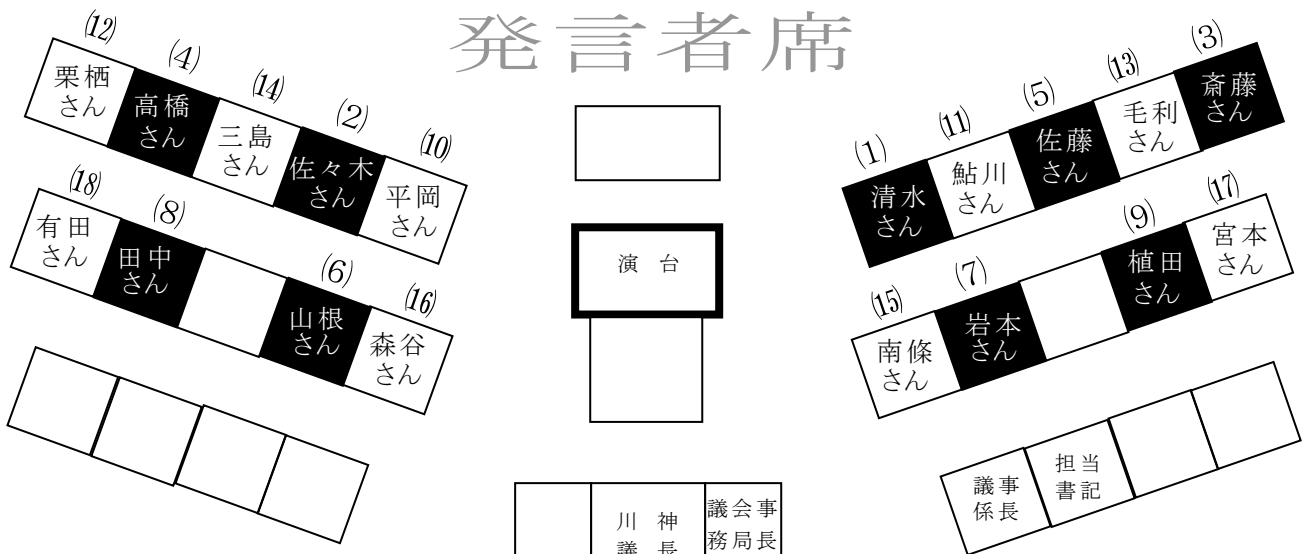 発言者席
(12)
栗栖
さん
(4)
高橋
さん
(14)
三島
さん
(2)
佐々木
さん
(10)
平岡
さん
(1)
清水
さん
(11)
鮎川
さん
(5)
佐藤
さん
(13)
毛利
さん
(3)
斎藤
さん
(18)
有田
さん
(8)
田中
さん
(6)
山根
さん
(16)
森谷
さん
演台
(15)
南條
さん
(7)
岩本
さん
(9)
植田
さん
(17)
宮本
さん
川神
議長
議会事
務局長
議事
係長
担当
書記